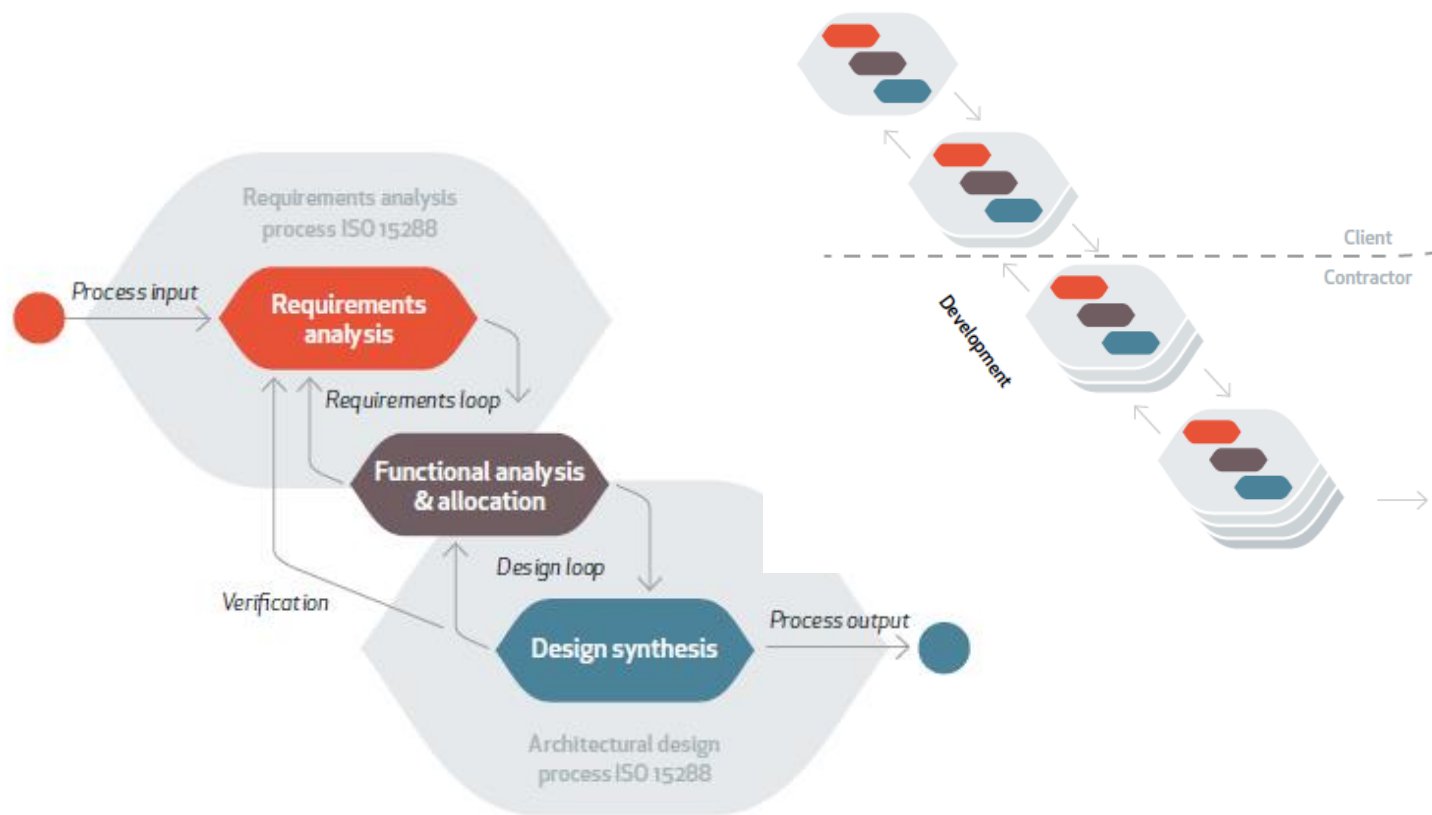 Requirements analysis
process ISO 15288
Process input
Requirements
analysis
Requirements loop
Functional analysis
& allocation
Design loop
Verification
Design synthesis
Process output
Architectural design
process ISO 15288
Client
Contractor
Development